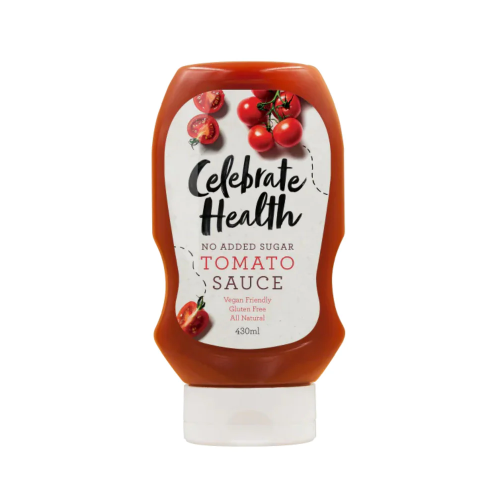 Celebrate
Health
NO ADDED SUGAR
TOMATO
SAUCE
Vegan Friendly
Gluten Free
All Natural
430ml